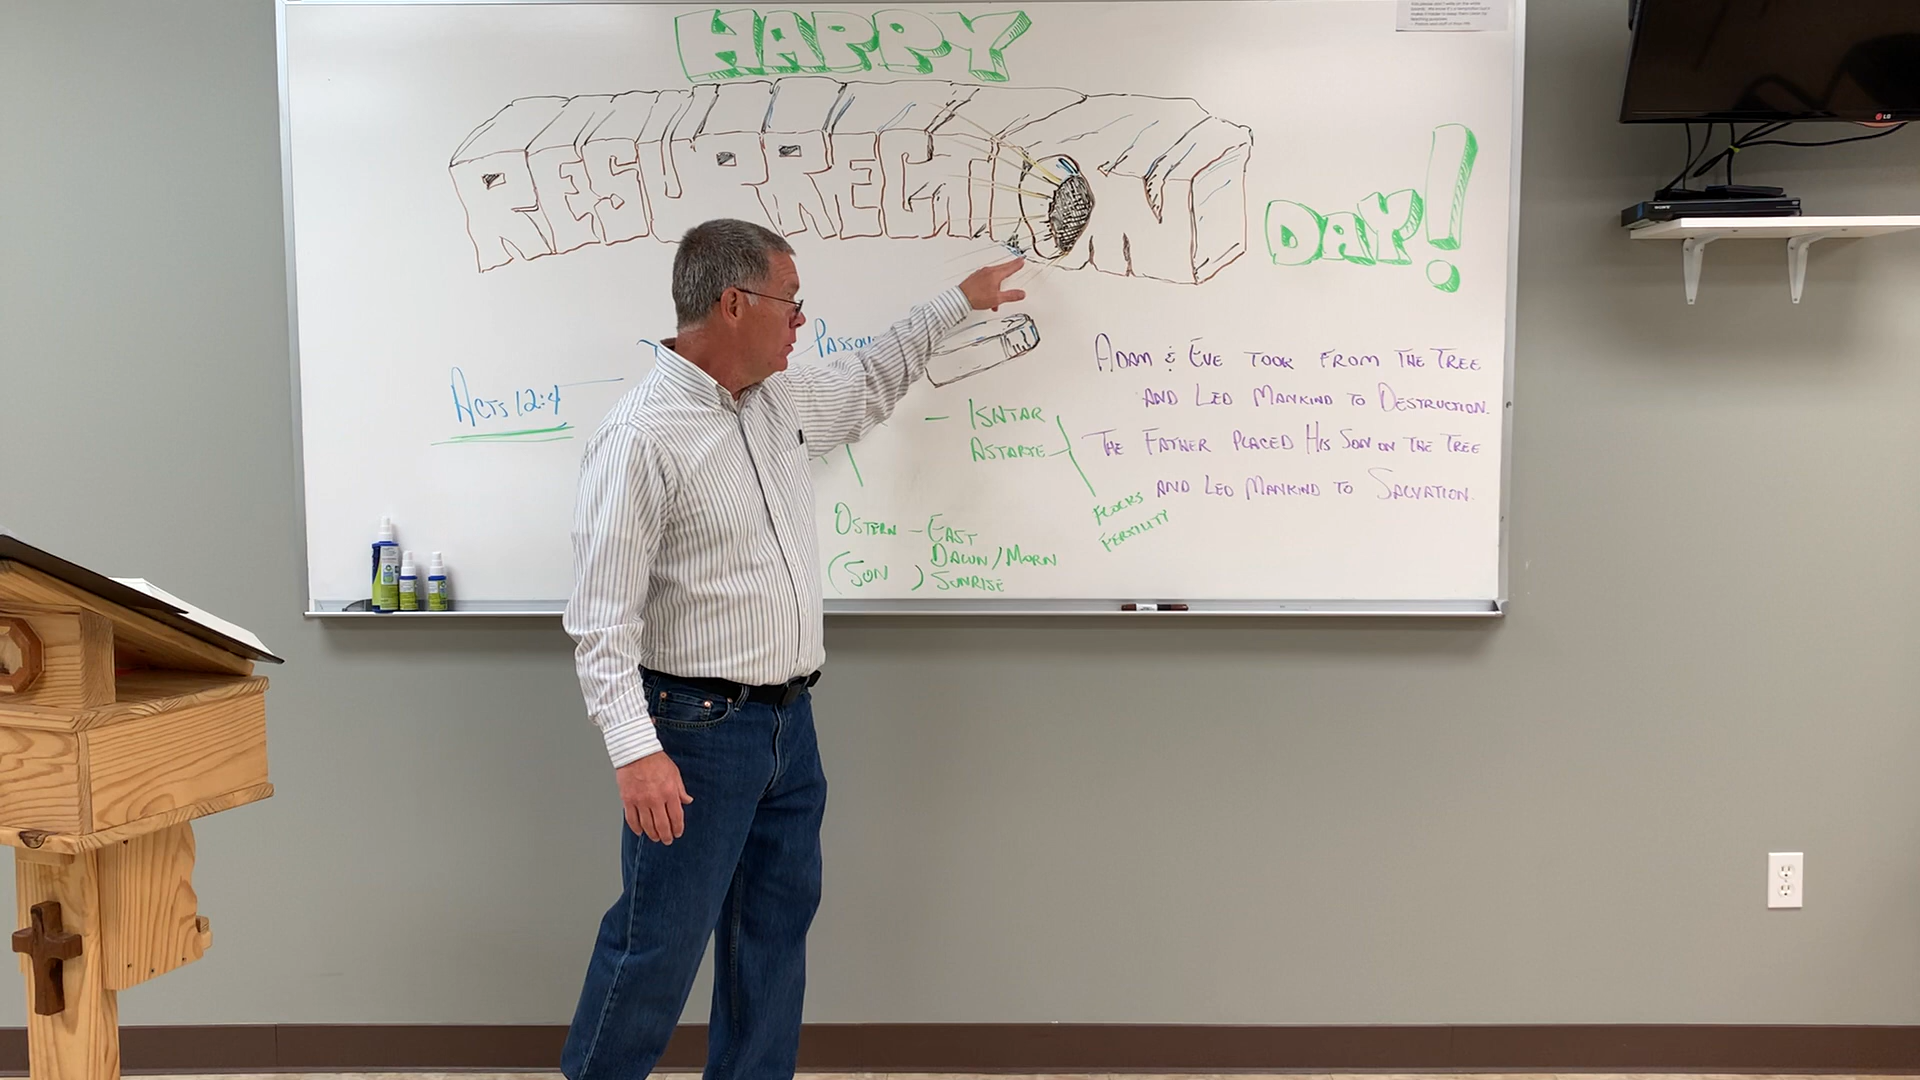 HAPPY
RESURRECTION
DAY!
PASSOV
ACTS 12:4
ADAM & EVE TOOK FROM THE TREE
AND LED MANKIND TO DESTRUCTION.
THE FATHER PLACED HIS SON ON THE TREE
AND LED MANKIND TO SALVATION.
- ISHTAR
ASTARTE
FLOCKS
FERTILITY
OSTERN - EAST
DAWN/MORN
(SON ) SUNRISE
LG
SONY